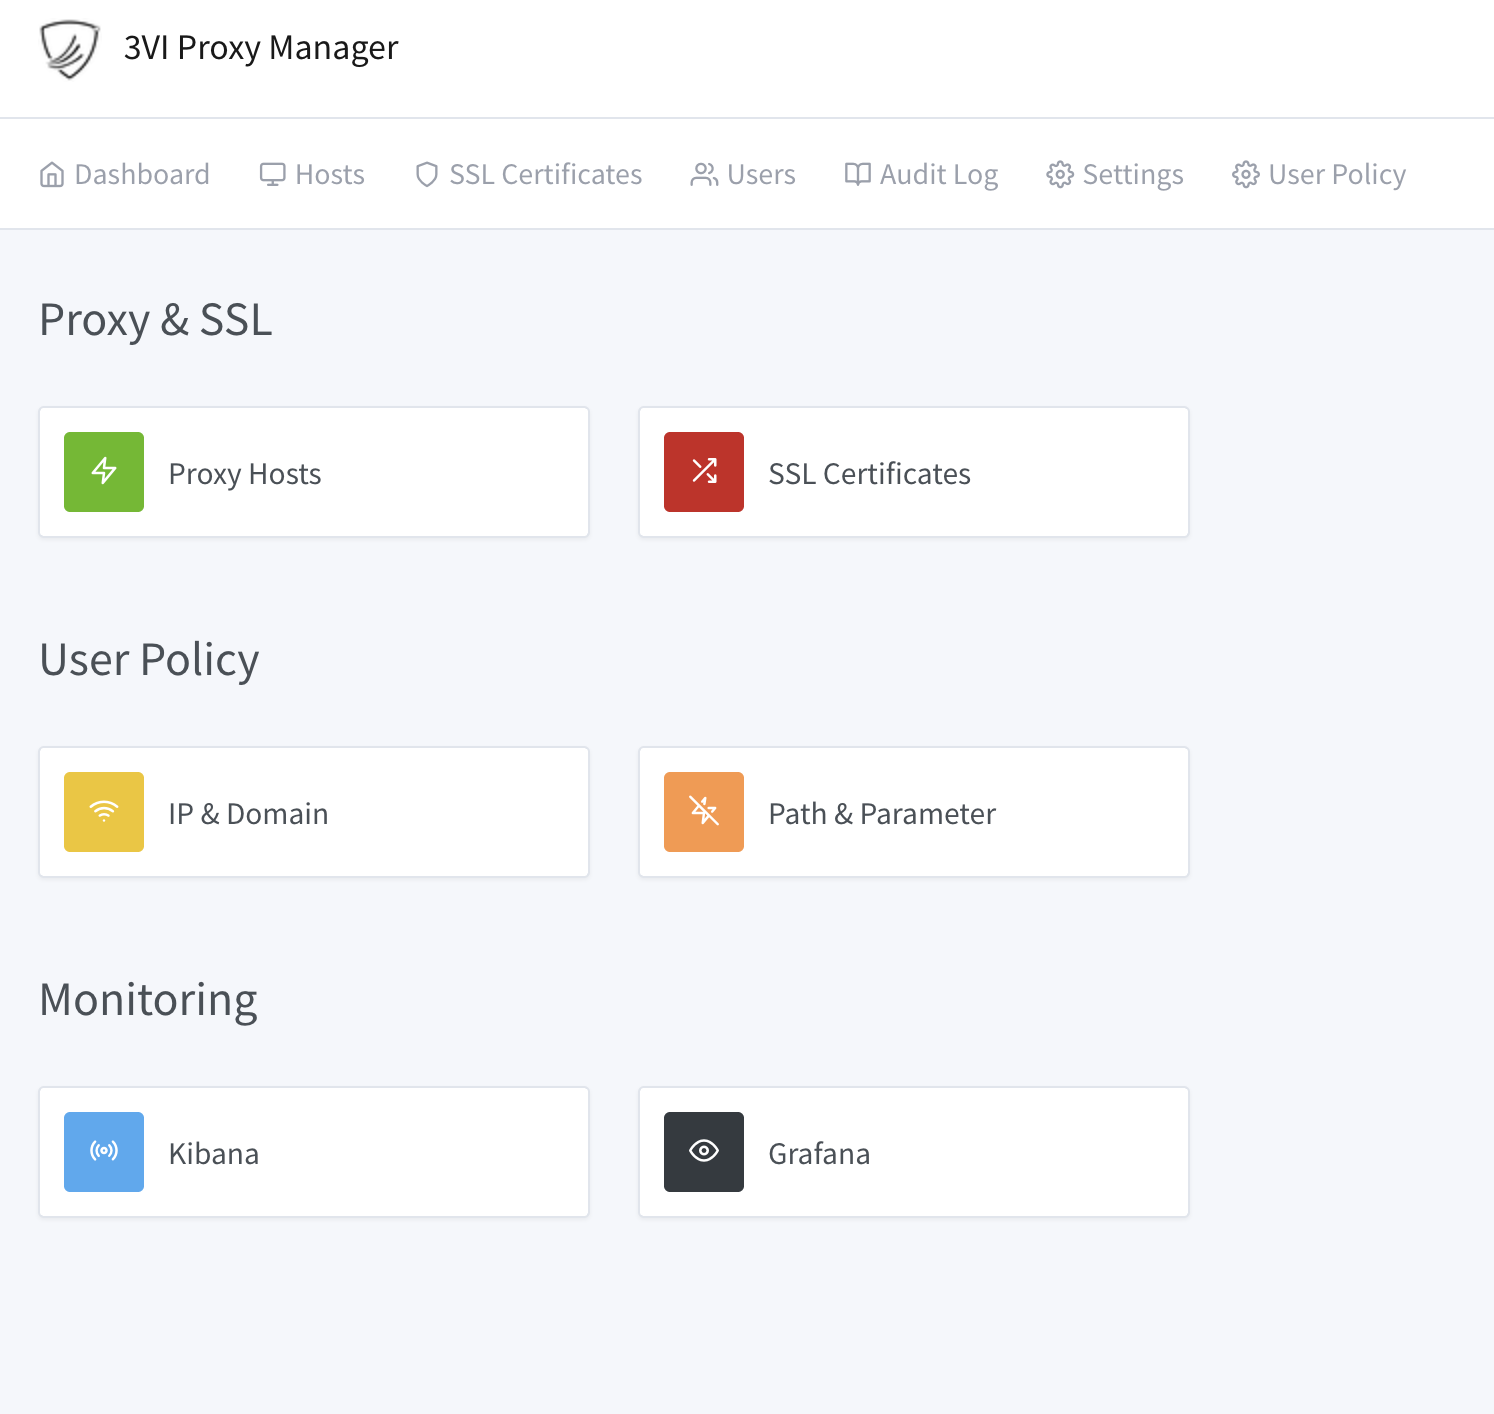 3VI Proxy Manager
Dashboard Hosts SSL Certificates Users Audit Log Settings User Policy
Proxy & SSL
Proxy Hosts
SSL Certificates
User Policy
IP & Domain
Path & Parameter
Monitoring
Kibana
Grafana